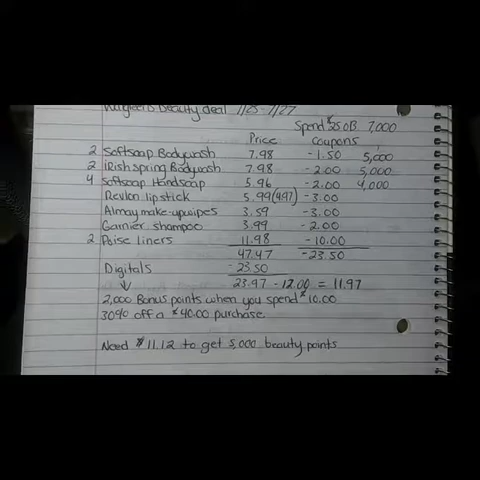 Walgreens Beauty deal 1/25-1/27
Spend $25 OB 7,000
Price Coupons
2 Softsoap Bodywash 7.98 -1.50 5,000
2 irish spring Bodywash 7.98 -2.00 5,000
4 Softsoap Handsoap 5.96 -2.00 4,000
Revlon lipstick 5.99(4.97) -3.00
Almay make-upwipes 3.59 -3.00
Garnier shampoo 3.99 -2.00
2 Poise liners 11.98 -10.00
47.47 -23.50
Digitals -23.50
↓ 23.97 -12.00 = 11.97
2,000 Bonus points when you spend $10.00
30% off a $40.00 purchase.
Need $11.12 to get 5,000 beauty points